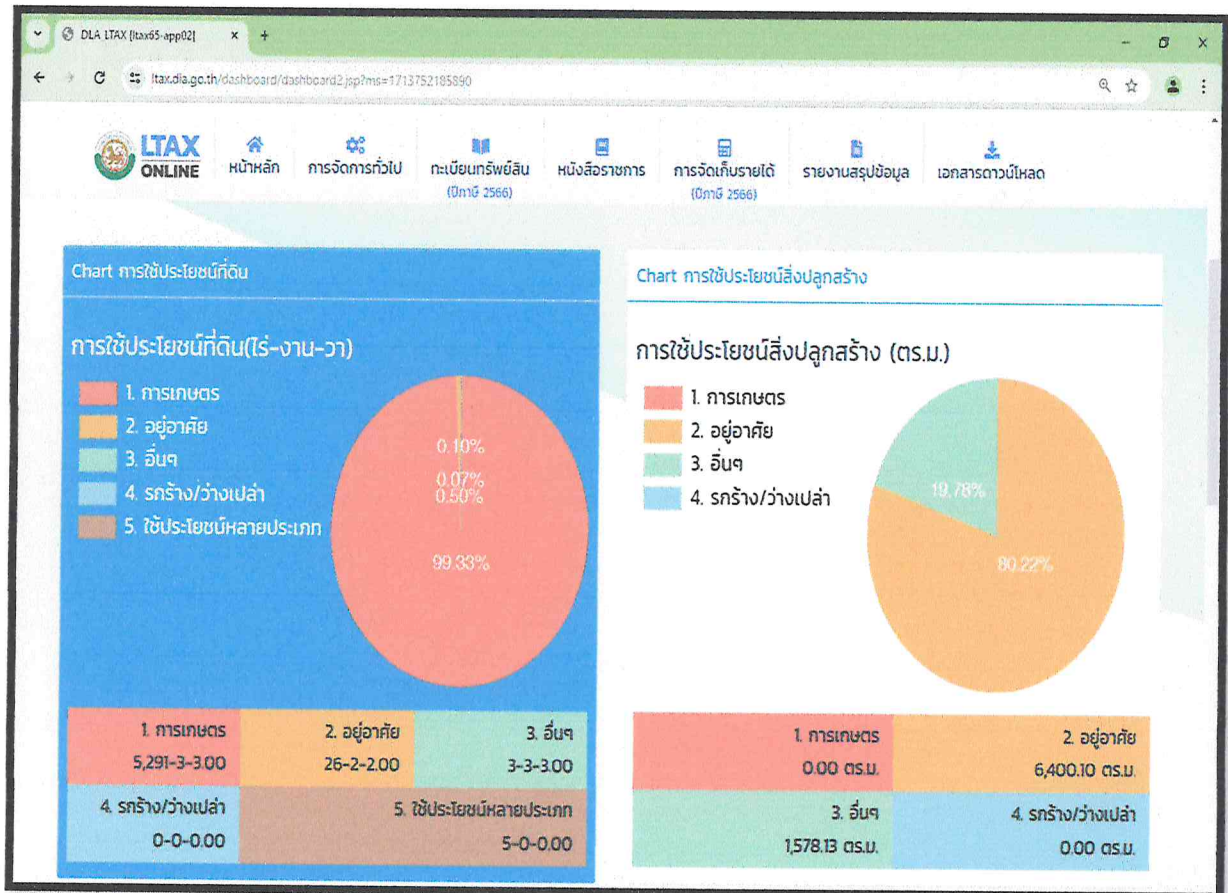 DLA LTAX [ltax65-app02]
ltax.dla.go.th/dashboard/dashboard2.jsp?ms=1713752185890
LTAX
ONLINE
หน้าหลัก
การจัดการทั่วไป
ทะเบียนทรัพย์สิน
(ปีภาษี 2566)
หนังสือราชการ
การจัดเก็บรายได้
(ปีภาษี 2566)
รายงานสรุปข้อมูล
เอกสารดาวน์โหลด
Chart การใช้ประโยชน์ที่ดิน
การใช้ประโยชน์ที่ดิน(ไร่-งาน-วา)
1. การเกษตร
2. อยู่อาศัย
3. อื่นๆ
4. รกร้าง/ว่างเปล่า
5. ใช้ประโยชน์หลายประเภท
0.10%
0.07%
0.50%
99.33%
1. การเกษตร
5,291-3-3.00
2. อยู่อาศัย
26-2-2.00
3. อื่นๆ
3-3-3.00
4. รกร้าง/ว่างเปล่า
0-0-0.00
5. ใช้ประโยชน์หลายประเภท
5-0-0.00
Chart การใช้ประโยชน์สิ่งปลูกสร้าง
การใช้ประโยชน์สิ่งปลูกสร้าง (ตร.ม.)
1. การเกษตร
2. อยู่อาศัย
3. อื่นๆ
4. รกร้าง/ว่างเปล่า
19.78%
80.22%
1. การเกษตร
0.00 ตร.ม.
2. อยู่อาศัย
6,400.10 ตร.ม.
3. อื่นๆ
1,578.13 ตร.ม.
4. รกร้าง/ว่างเปล่า
0.00 ตร.ม.